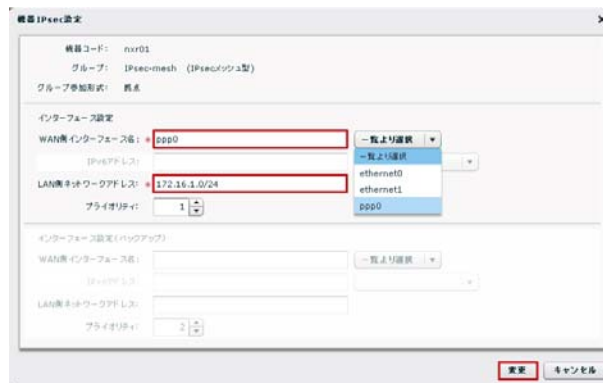 機器IPsec設定
機器コード: nxr01
グループ: IPsec-mesh (IPsecメッシュ型)
グループ参加形式: 拠点
インターフェース設定
WAN側インターフェース名: * ppp0 一覧より選択
IPv6アドレス:
一覧より選択
ethernet0
ethernet1
ppp0
LAN側ネットワークアドレス: * 172.16.1.0/24
プライオリティ: 1
インターフェース設定(バックアップ)
WAN側インターフェース名: 一覧より選択
IPv6アドレス:
LAN側ネットワークアドレス:
プライオリティ: 2
変更 キャンセル